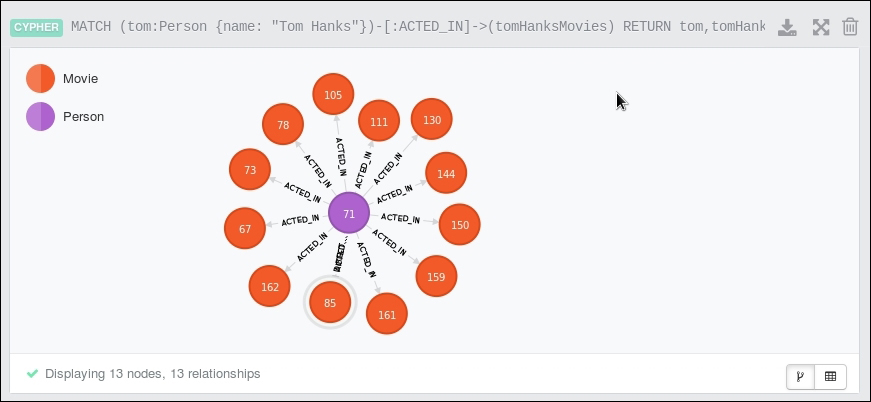 CYPHER MATCH (tom:Person {name: "Tom Hanks"})-[:ACTED_IN]->(tomHanksMovies) RETURN tom,tomHank
Movie
Person
105
111
130
78
ACTED_IN
ACTED_IN
ACTED_IN
ACTED_IN
73
144
ACTED_IN
ACTED_IN
71
67
ACTED_IN
ACTED_IN
150
ACTED_IN
ACTED_IN
ACTED_IN
162
159
85
161
Displaying 13 nodes, 13 relationships